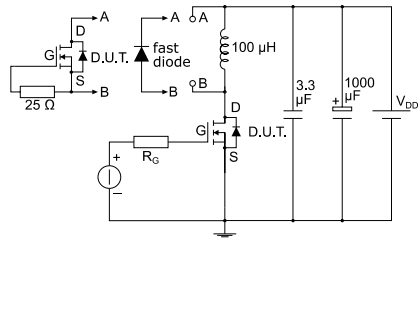 A A A
D
G D.U.T. fast diode 100 µH
S
B B B
25 Ω
3.3 µF
1000 µF
+
V_DD
D
G D.U.T.
S
R_G
+
−